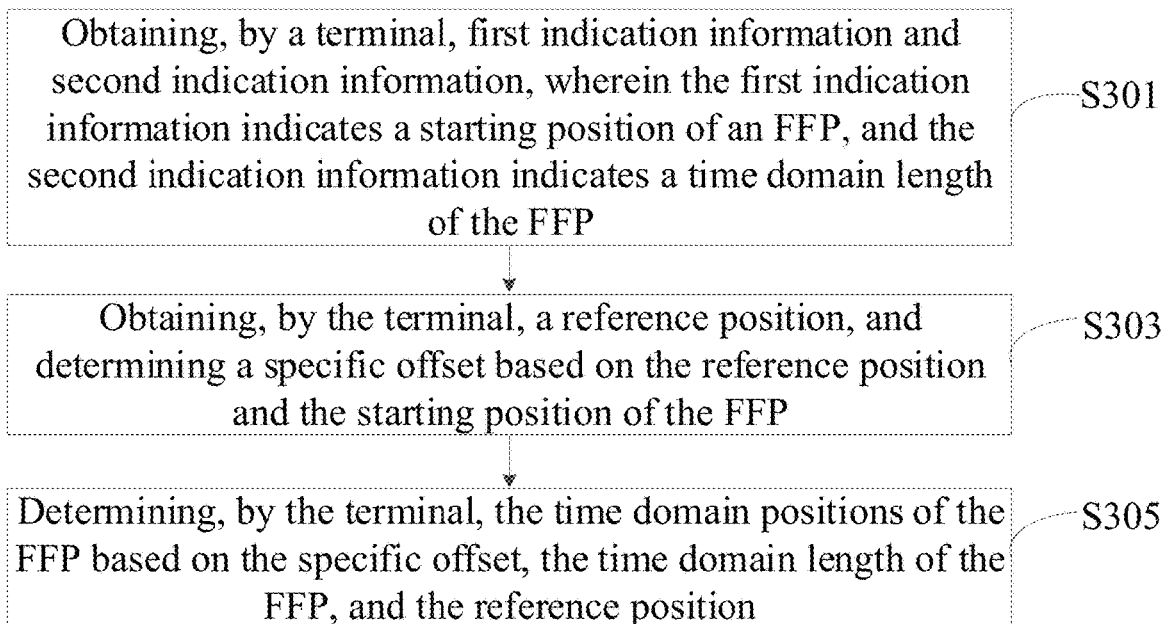 Obtaining, by a terminal, first indication information and
second indication information, wherein the first indication
information indicates a starting position of an FFP, and the
second indication information indicates a time domain length
of the FFP
S301
Obtaining, by the terminal, a reference position, and
determining a specific offset based on the reference position
and the starting position of the FFP
S303
Determining, by the terminal, the time domain positions of the
FFP based on the specific offset, the time domain length of the
FFP, and the reference position
S305